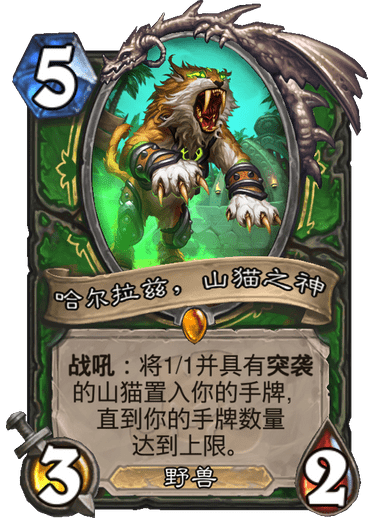 5
哈尔拉兹，山猫之神
战吼：将1/1并具有突袭
的山猫置入你的手牌，
直到你的手牌数量
达到上限。
野兽
3
2